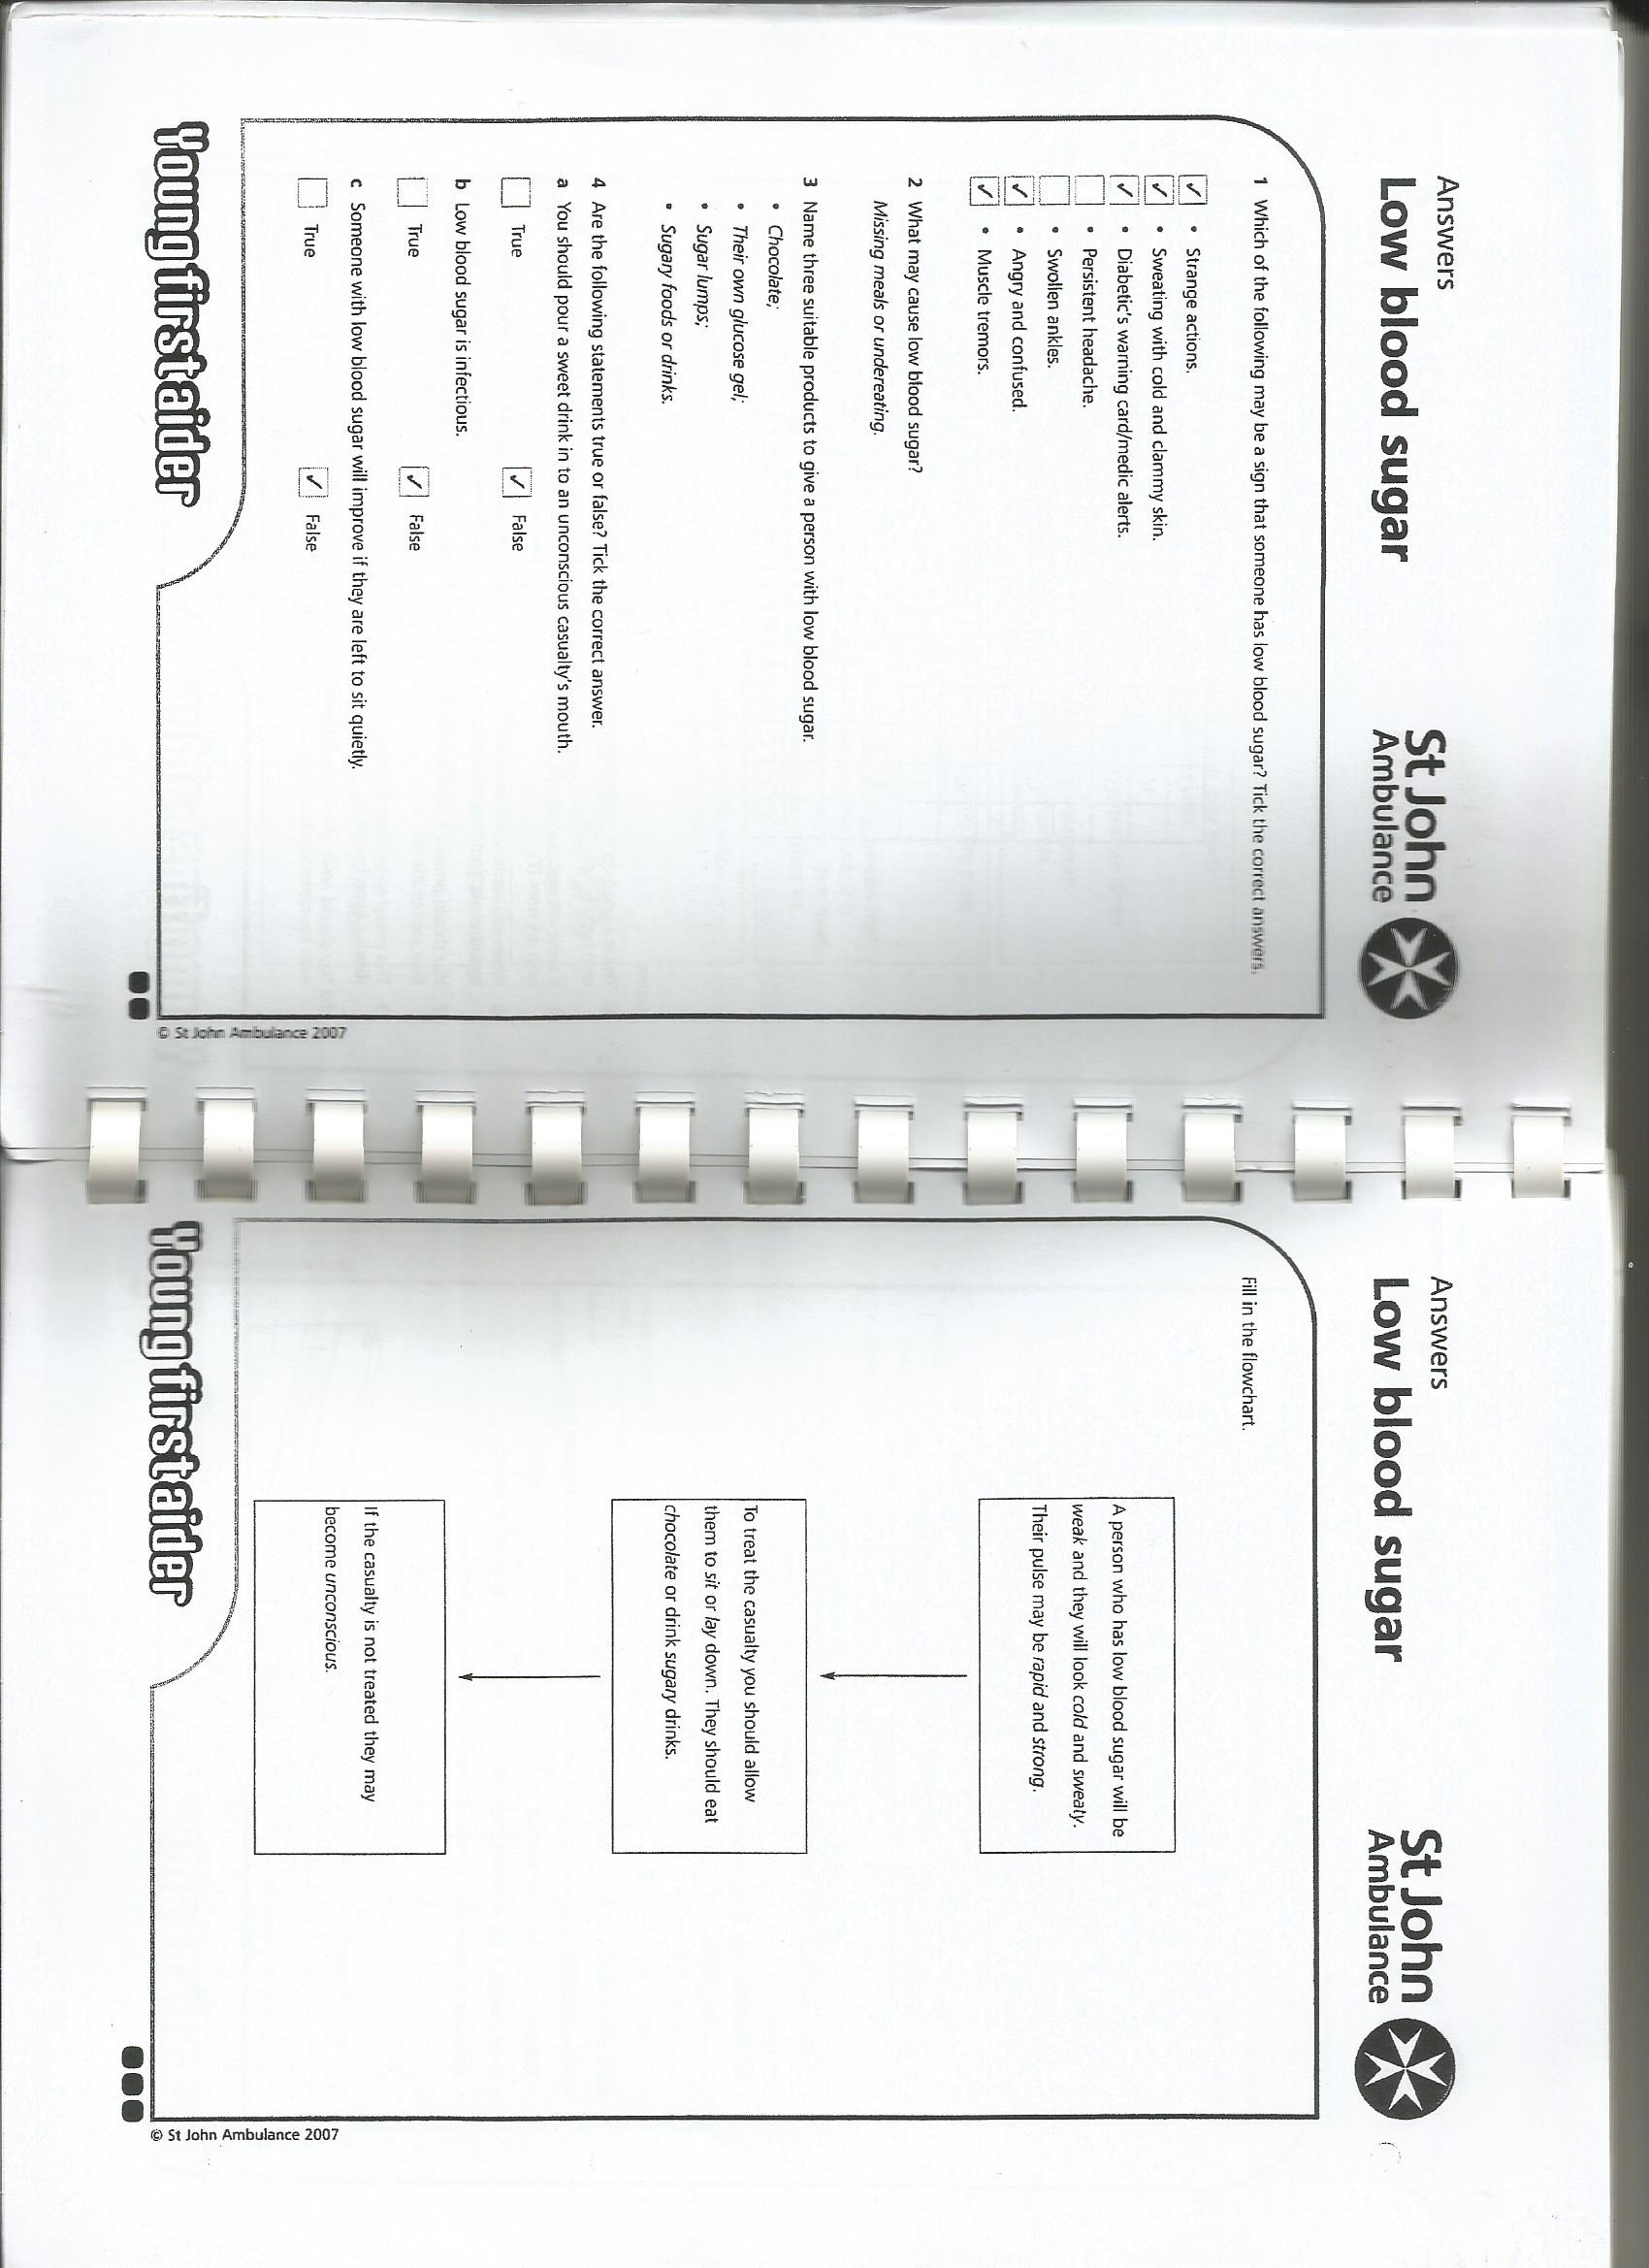 Answers
Low blood sugar
St John
Ambulance
1 Which of the following may be a sign that someone has low blood sugar? Tick the correct answers.
✓ • Strange actions.
✓ • Sweating with cold and clammy skin.
✓ • Diabetic's warning card/medic alerts.
• Persistent headache.
• Swollen ankles.
✓ • Angry and confused.
✓ • Muscle tremors.
2 What may cause low blood sugar?
Missing meals or undereating.
3 Name three suitable products to give a person with low blood sugar.
• Chocolate;
• Their own glucose gel;
• Sugar lumps;
• Sugary foods or drinks.
4 Are the following statements true or false? Tick the correct answer.
a You should pour a sweet drink in to an unconscious casualty's mouth.
True ✓ False
b Low blood sugar is infectious.
True ✓ False
c Someone with low blood sugar will improve if they are left to sit quietly.
True ✓ False
Young first aider
© St John Ambulance 2007
Answers
Low blood sugar
St John
Ambulance
Fill in the flowchart.
A person who has low blood sugar will be
weak and they will look cold and sweaty.
Their pulse may be rapid and strong.
To treat the casualty you should allow
them to sit or lay down. They should eat
chocolate or drink sugary drinks.
If the casualty is not treated they may
become unconscious.
Young first aider
© St John Ambulance 2007